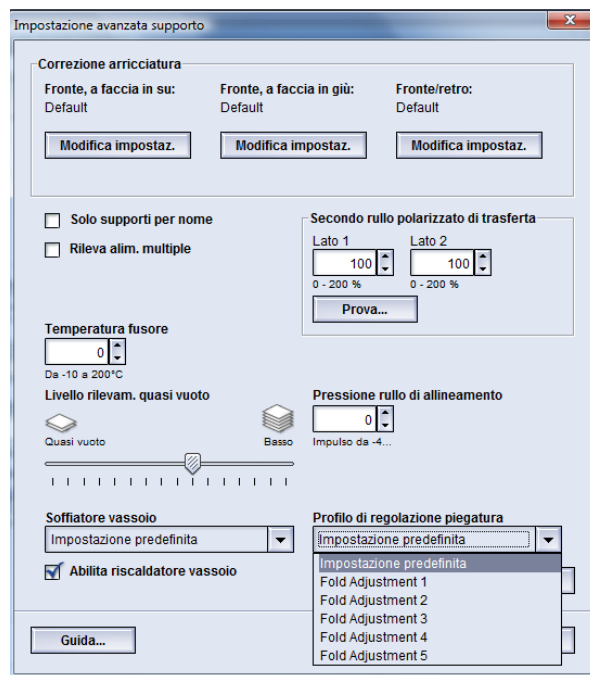 Impostazione avanzata supporto
Correzione arricciatura
Fronte, a faccia in su: Fronte, a faccia in giù: Fronte/retro:
Default Default Default
Modifica impostaz. Modifica impostaz. Modifica impostaz.
Solo supporti per nome
Rileva alim. multiple
Secondo rullo polarizzato di trasferta
Lato 1 Lato 2
100 100
0 - 200 % 0 - 200 %
Prova...
Temperatura fusore
0
Da -10 a 200°C
Livello rilevam. quasi vuoto
Quasi vuoto Basso
Pressione rullo di allineamento
0
Impulso da -4...
Soffiatore vassoio
Impostazione predefinita
Abilita riscaldatore vassoio
Profilo di regolazione piegatura
Impostazione predefinita
Impostazione predefinita
Fold Adjustment 1
Fold Adjustment 2
Fold Adjustment 3
Fold Adjustment 4
Fold Adjustment 5
Guida...